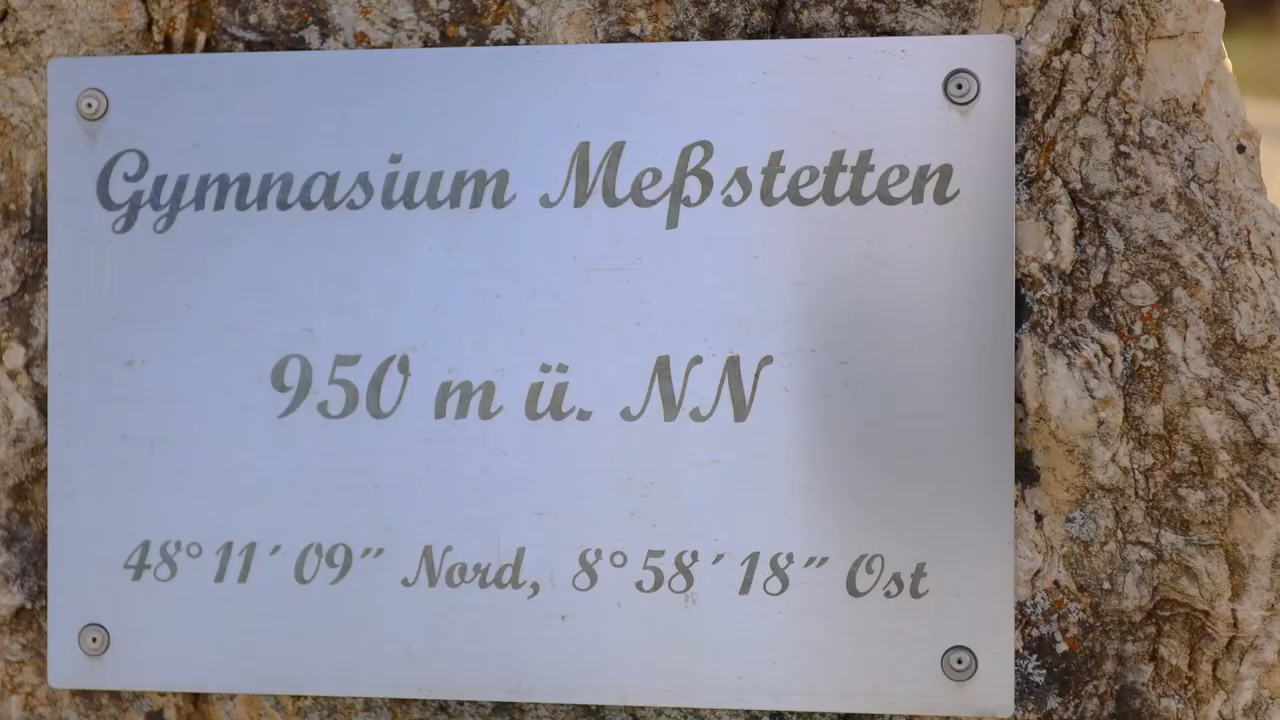 Gymnasium Meßstetten
950 m ü. NN
48° 11′ 09″ Nord, 8° 58′ 18″ Ost